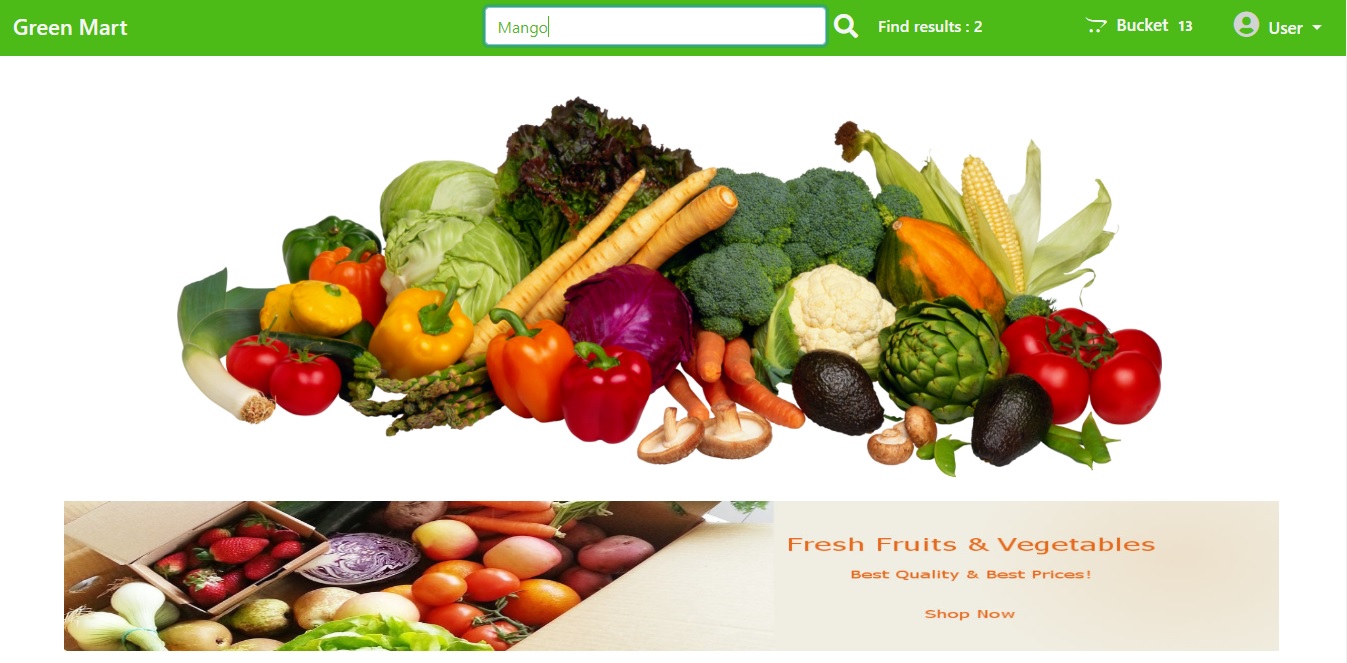 Green Mart
Mango
Find results : 2
Bucket 13
User
Fresh Fruits & Vegetables
Best Quality & Best Prices!
Shop Now